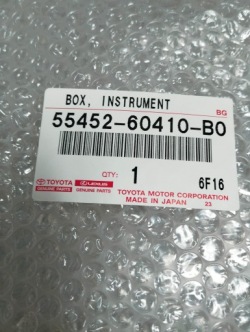 BOX, INSTRUMENT
BG
55452-60410-B0
QTY: 1 6F16
TOYOTA LEXUS
GENUINE PARTS GENUINE PARTS
TOYOTA MOTOR CORPORATION
MADE IN JAPAN 23